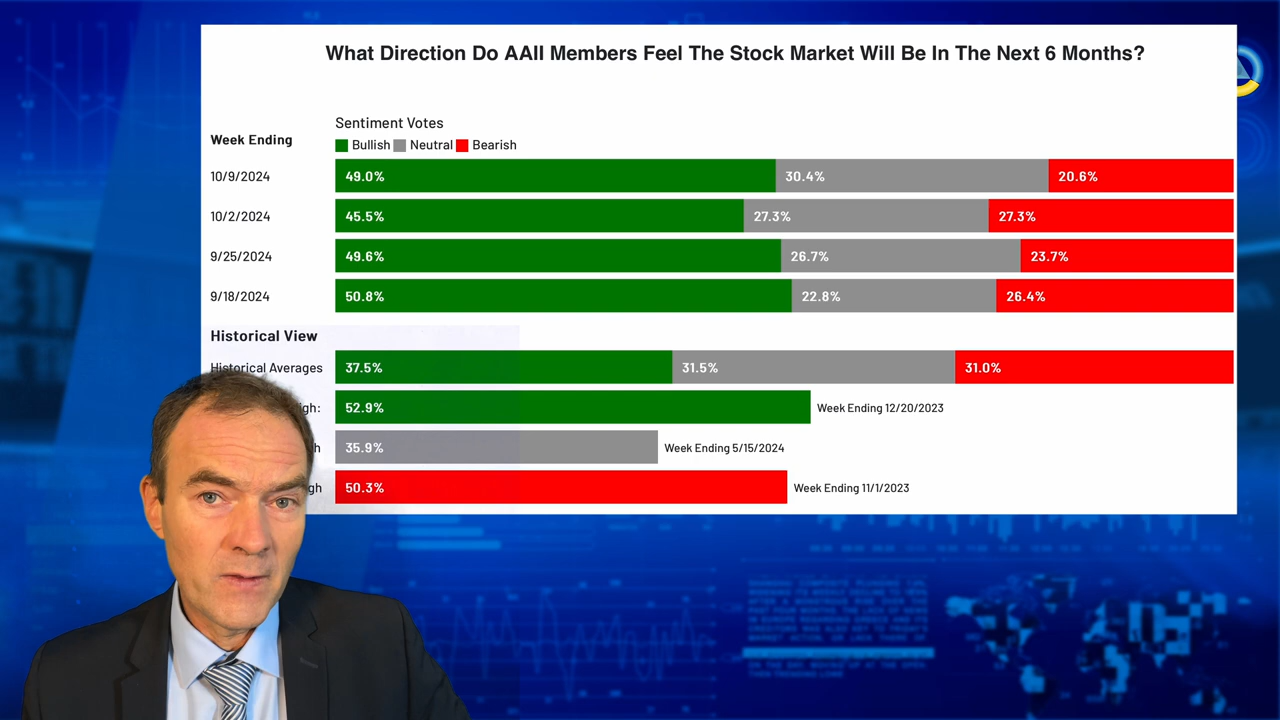 What Direction Do AAII Members Feel The Stock Market Will Be In The Next 6 Months?
Sentiment Votes
Week Ending
Bullish Neutral Bearish
10/9/2024 49.0% 30.4% 20.6%
10/2/2024 45.5% 27.3% 27.3%
9/25/2024 49.6% 26.7% 23.7%
9/18/2024 50.8% 22.8% 26.4%
Historical View
Historical Averages 37.5% 31.5% 31.0%
52.9% Week Ending 12/20/2023
35.9% Week Ending 5/15/2024
50.3% Week Ending 11/1/2023